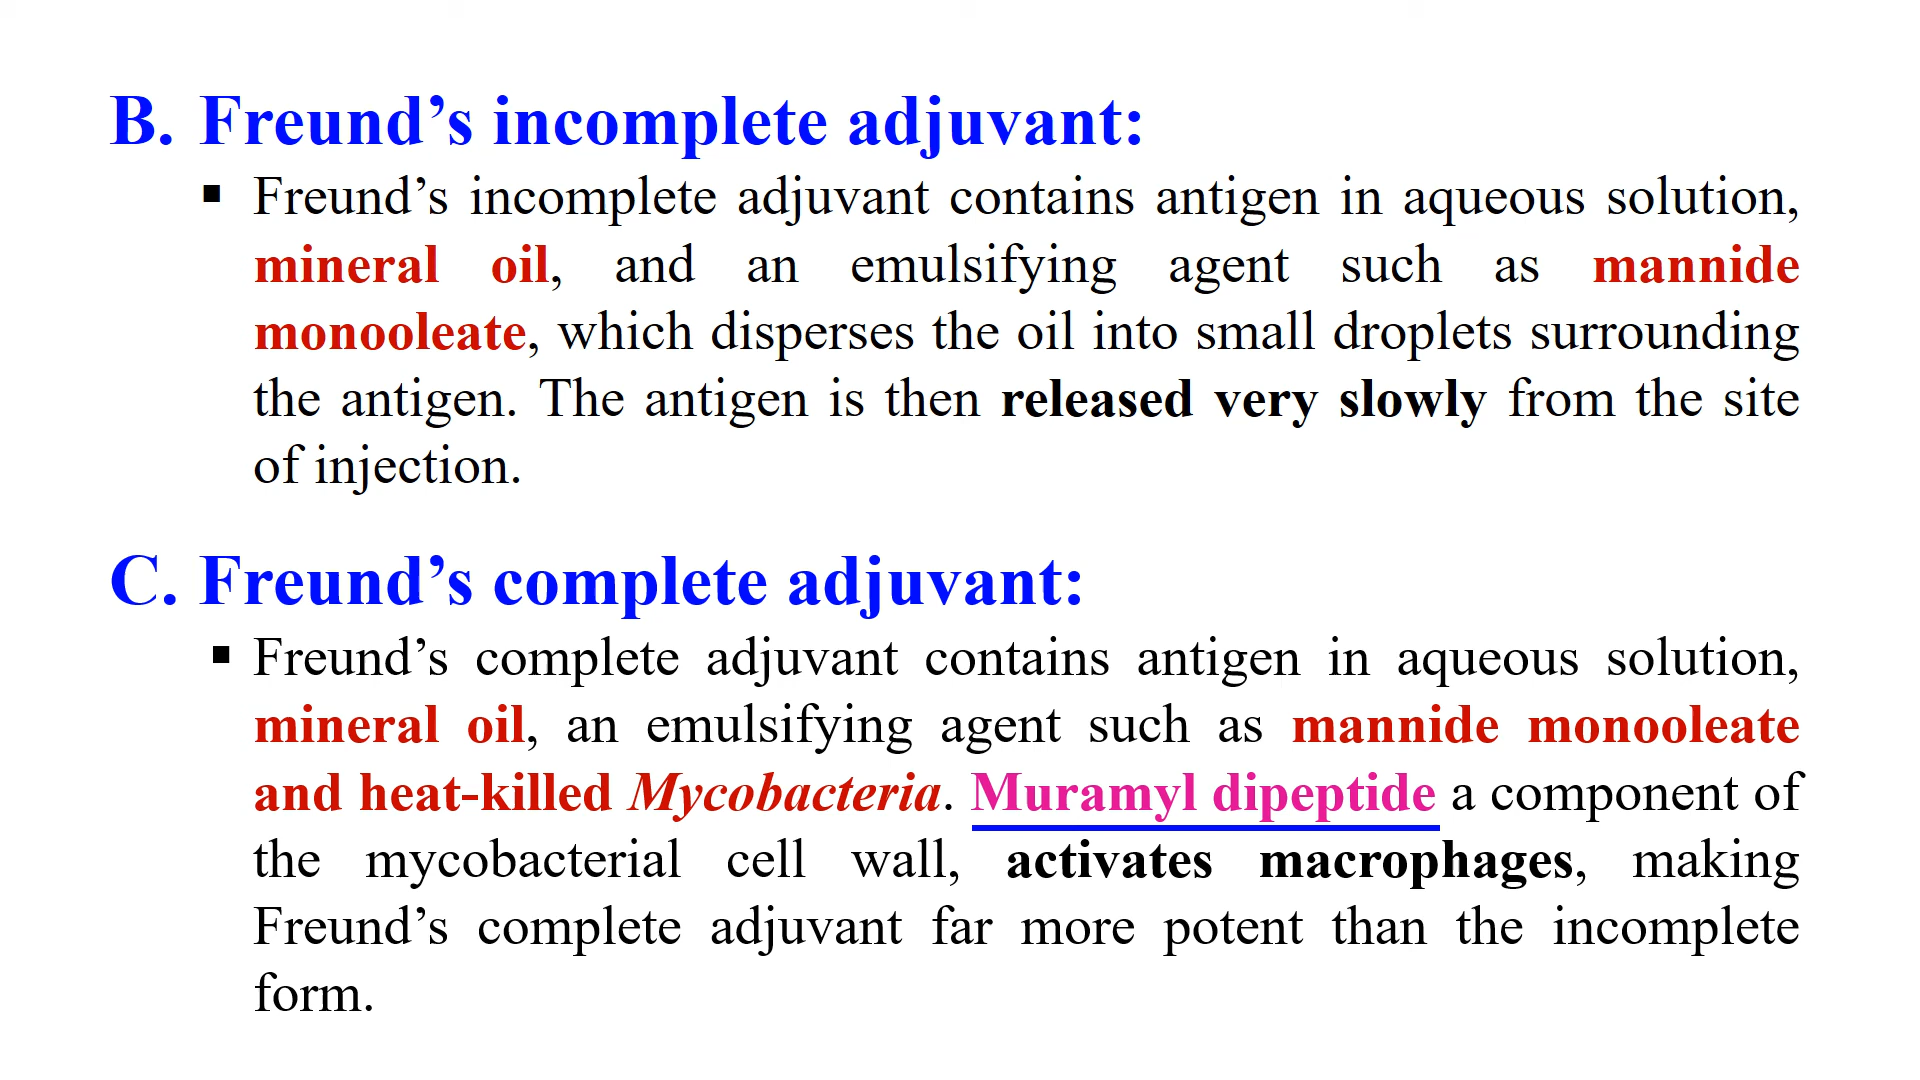 B. Freund’s incomplete adjuvant:
▪ Freund’s incomplete adjuvant contains antigen in aqueous solution,
mineral oil, and an emulsifying agent such as mannide
monooleate, which disperses the oil into small droplets surrounding
the antigen. The antigen is then released very slowly from the site
of injection.
C. Freund’s complete adjuvant:
▪ Freund’s complete adjuvant contains antigen in aqueous solution,
mineral oil, an emulsifying agent such as mannide monooleate
and heat-killed Mycobacteria. Muramyl dipeptide a component of
the mycobacterial cell wall, activates macrophages, making
Freund’s complete adjuvant far more potent than the incomplete
form.